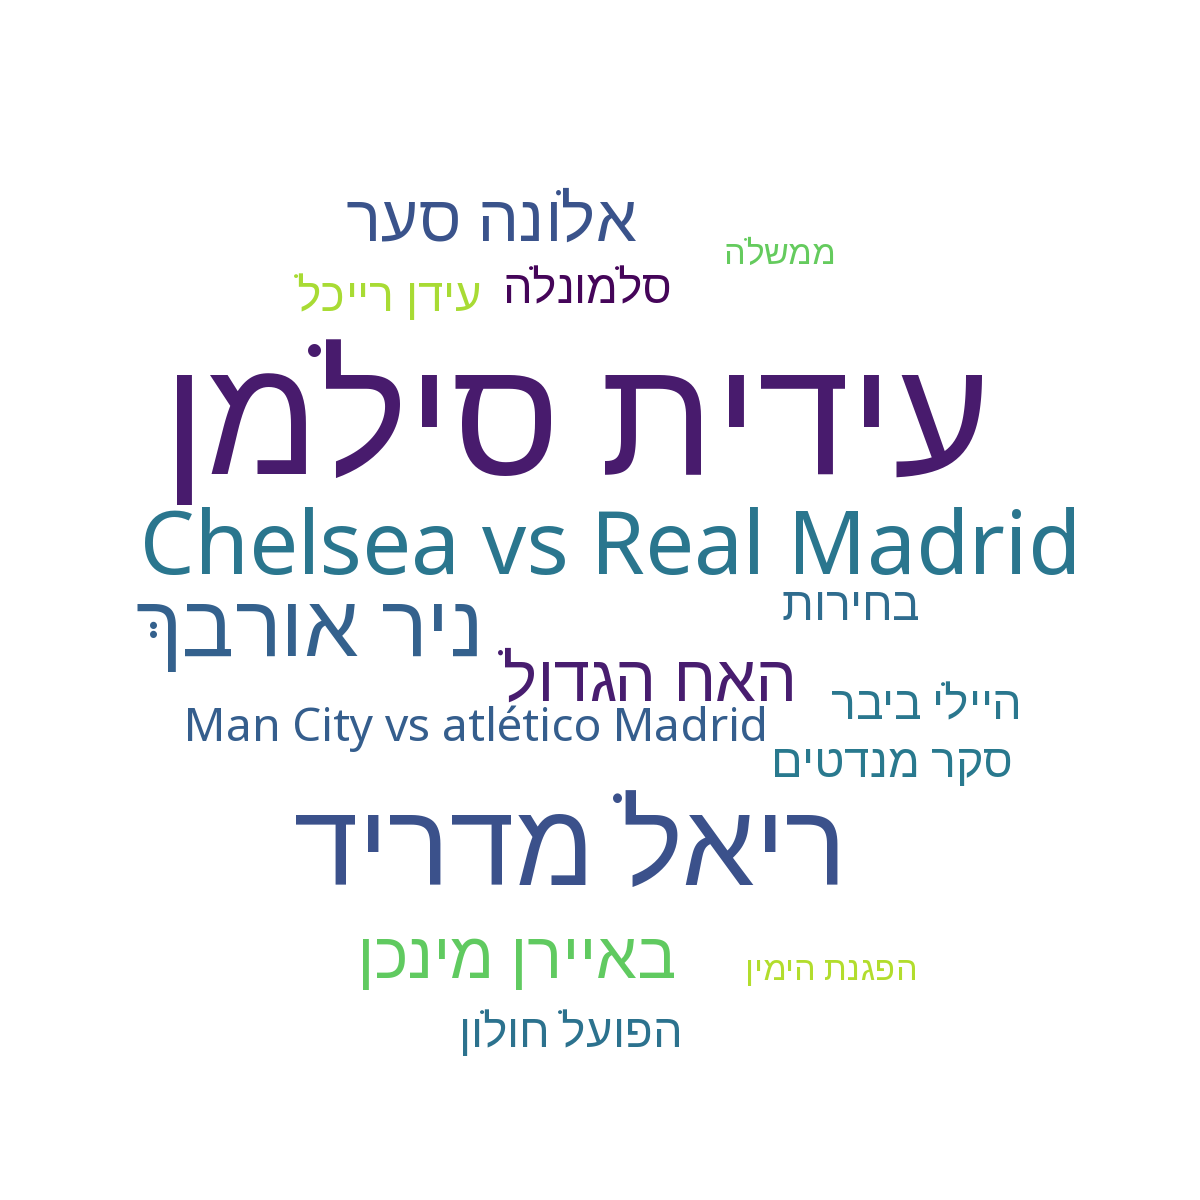 אלונה סער
ממשלה
עידן רייכל
סלמונלה
עידית סילמן
Chelsea vs Real Madrid
ניר אורבך
בחירות
האח הגדול
היילי ביבר
Man City vs atlético Madrid
סקר מנדטים
ריאל מדריד
באיירן מינכן
הפגנת הימין
הפועל חולון